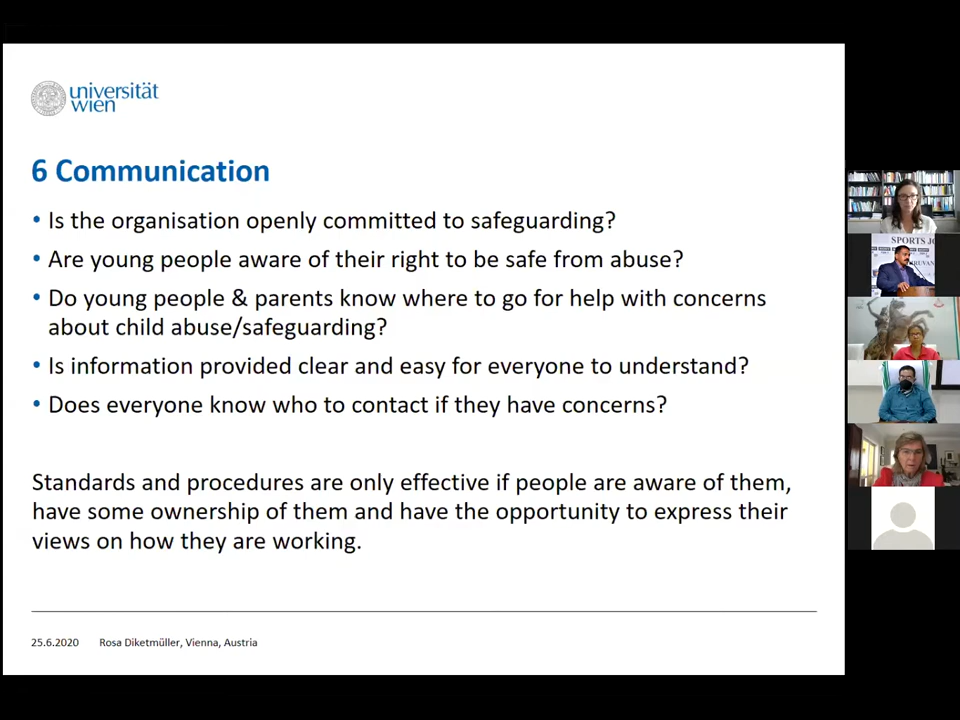 universität
wien
6 Communication
• Is the organisation openly committed to safeguarding?
• Are young people aware of their right to be safe from abuse?
• Do young people & parents know where to go for help with concerns
about child abuse/safeguarding?
• Is information provided clear and easy for everyone to understand?
• Does everyone know who to contact if they have concerns?
Standards and procedures are only effective if people are aware of them,
have some ownership of them and have the opportunity to express their
views on how they are working.
25.6.2020 Rosa Diketmüller, Vienna, Austria
SPORTS